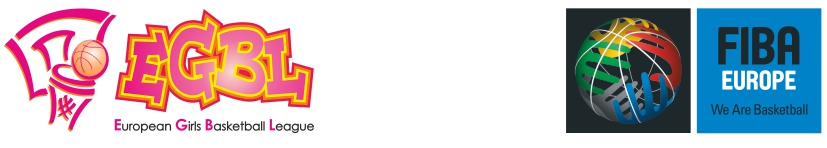 EGBL
European Girls Basketball League
FIBA
EUROPE
We Are Basketball